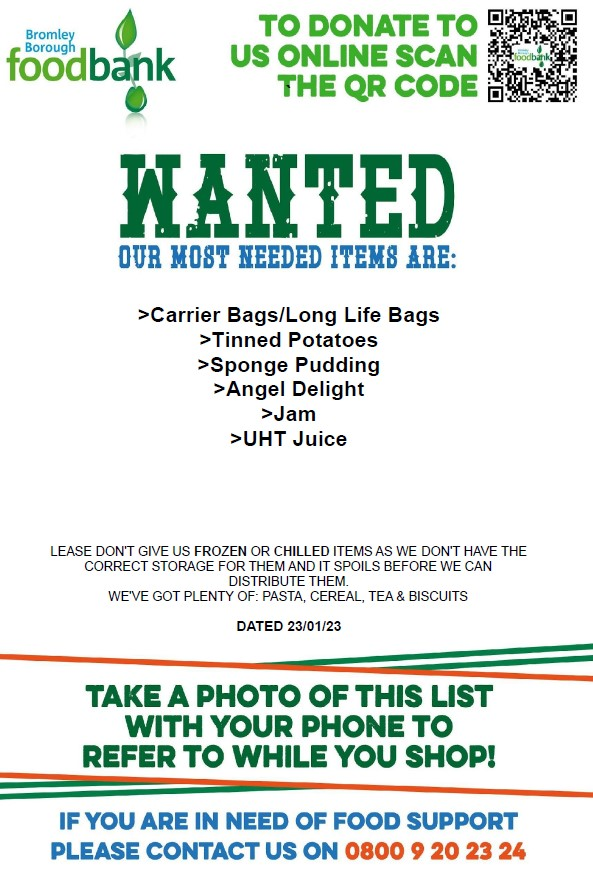 Bromley
Borough
foodbank
TO DONATE TO
US ONLINE SCAN
THE QR CODE
foodbank
WANTED
OUR MOST NEEDED ITEMS ARE:
>Carrier Bags/Long Life Bags
>Tinned Potatoes
>Sponge Pudding
>Angel Delight
>Jam
>UHT Juice
LEASE DON'T GIVE US FROZEN OR CHILLED ITEMS AS WE DON'T HAVE THE
CORRECT STORAGE FOR THEM AND IT SPOILS BEFORE WE CAN
DISTRIBUTE THEM.
WE'VE GOT PLENTY OF: PASTA, CEREAL, TEA & BISCUITS
DATED 23/01/23
TAKE A PHOTO OF THIS LIST
WITH YOUR PHONE TO
REFER TO WHILE YOU SHOP!
IF YOU ARE IN NEED OF FOOD SUPPORT
PLEASE CONTACT US ON 0800 9 20 23 24